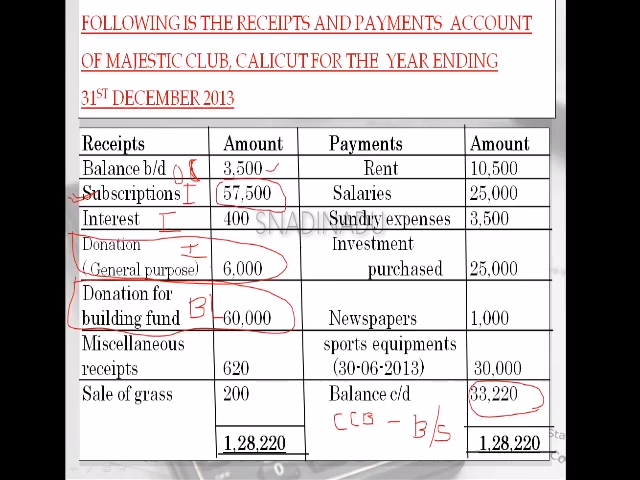 FOLLOWING IS THE RECEIPTS AND PAYMENTS ACCOUNT
OF MAJESTIC CLUB, CALICUT FOR THE YEAR ENDING
31ST DECEMBER 2013
Receipts Amount Payments Amount
Balance b/d 3,500 Rent 10,500
Subscriptions I 57,500 Salaries 25,000
Interest I 400 Sundry expenses 3,500
SNADINADU
Donation I Investment
(General purpose) 6,000 purchased 25,000
Donation for
building fund BL 60,000 Newspapers 1,000
Miscellaneous sports equipments
receipts 620 (30-06-2013) 30,000
Sale of grass 200 Balance c/d 33,220
CCB - B/S
1,28,220 1,28,220